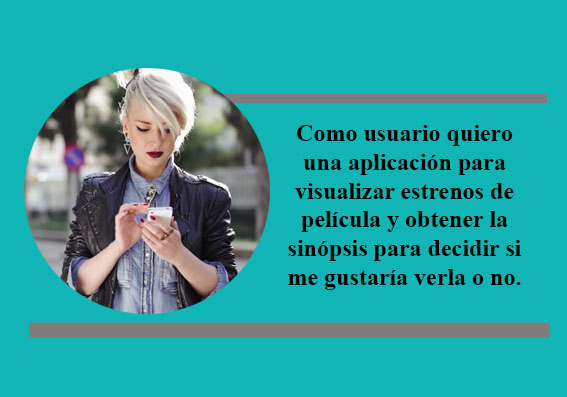 Como usuario quiero
una aplicación para
visualizar estrenos de
película y obtener la
sinópsis para decidir si
me gustaría verla o no.